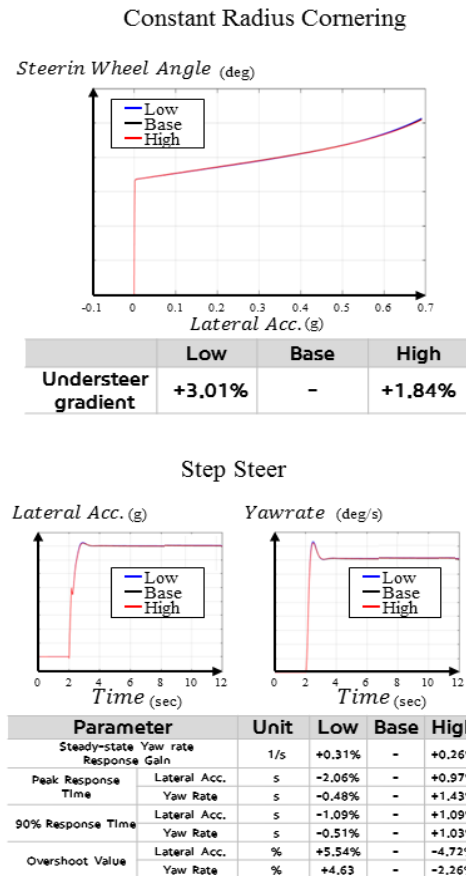 Constant Radius Cornering
Steerin Wheel Angle (deg)
Low
Base
High
-0.1 0 0.1 0.2 0.3 0.4 0.5 0.6 0.7
Lateral Acc.(g)
Low Base High
Understeer gradient +3.01% - +1.84%
Step Steer
Lateral Acc. (g) Yawrate (deg/s)
Low
Base
High
Low
Base
High
0 2 4 6 8 10 12 0 2 4 6 8 10 12
Time (sec) Time (sec)
Parameter Unit Low Base High
Steady-state Yaw rate Response Gain 1/s +0.31% - +0.26%
Peak Response Time Lateral Acc. s -2.06% - +0.97%
Yaw Rate s -0.48% - +1.43%
90% Response Time Lateral Acc. s -1.09% - +1.09%
Yaw Rate s -0.51% - +1.03%
Overshoot Value Lateral Acc. % +5.54% - -4.72%
Yaw Rate % +4.63 - -2.26%